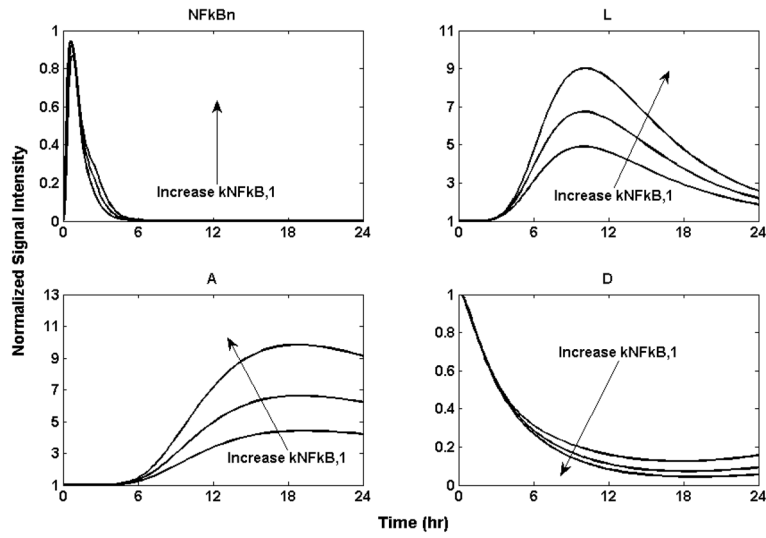 NFkBn
L
1
0.8
0.6
0.4
0.2
0
0 6 12 18 24
Increase kNFkB,1
11
9
7
5
3
1
0 6 12 18 24
Increase kNFkB,1
Normalized Signal Intensity
A
D
13
11
9
7
5
3
1
0 6 12 18 24
Increase kNFkB,1
1
0.8
0.6
0.4
0.2
0
0 6 12 18 24
Increase kNFkB,1
Time (hr)